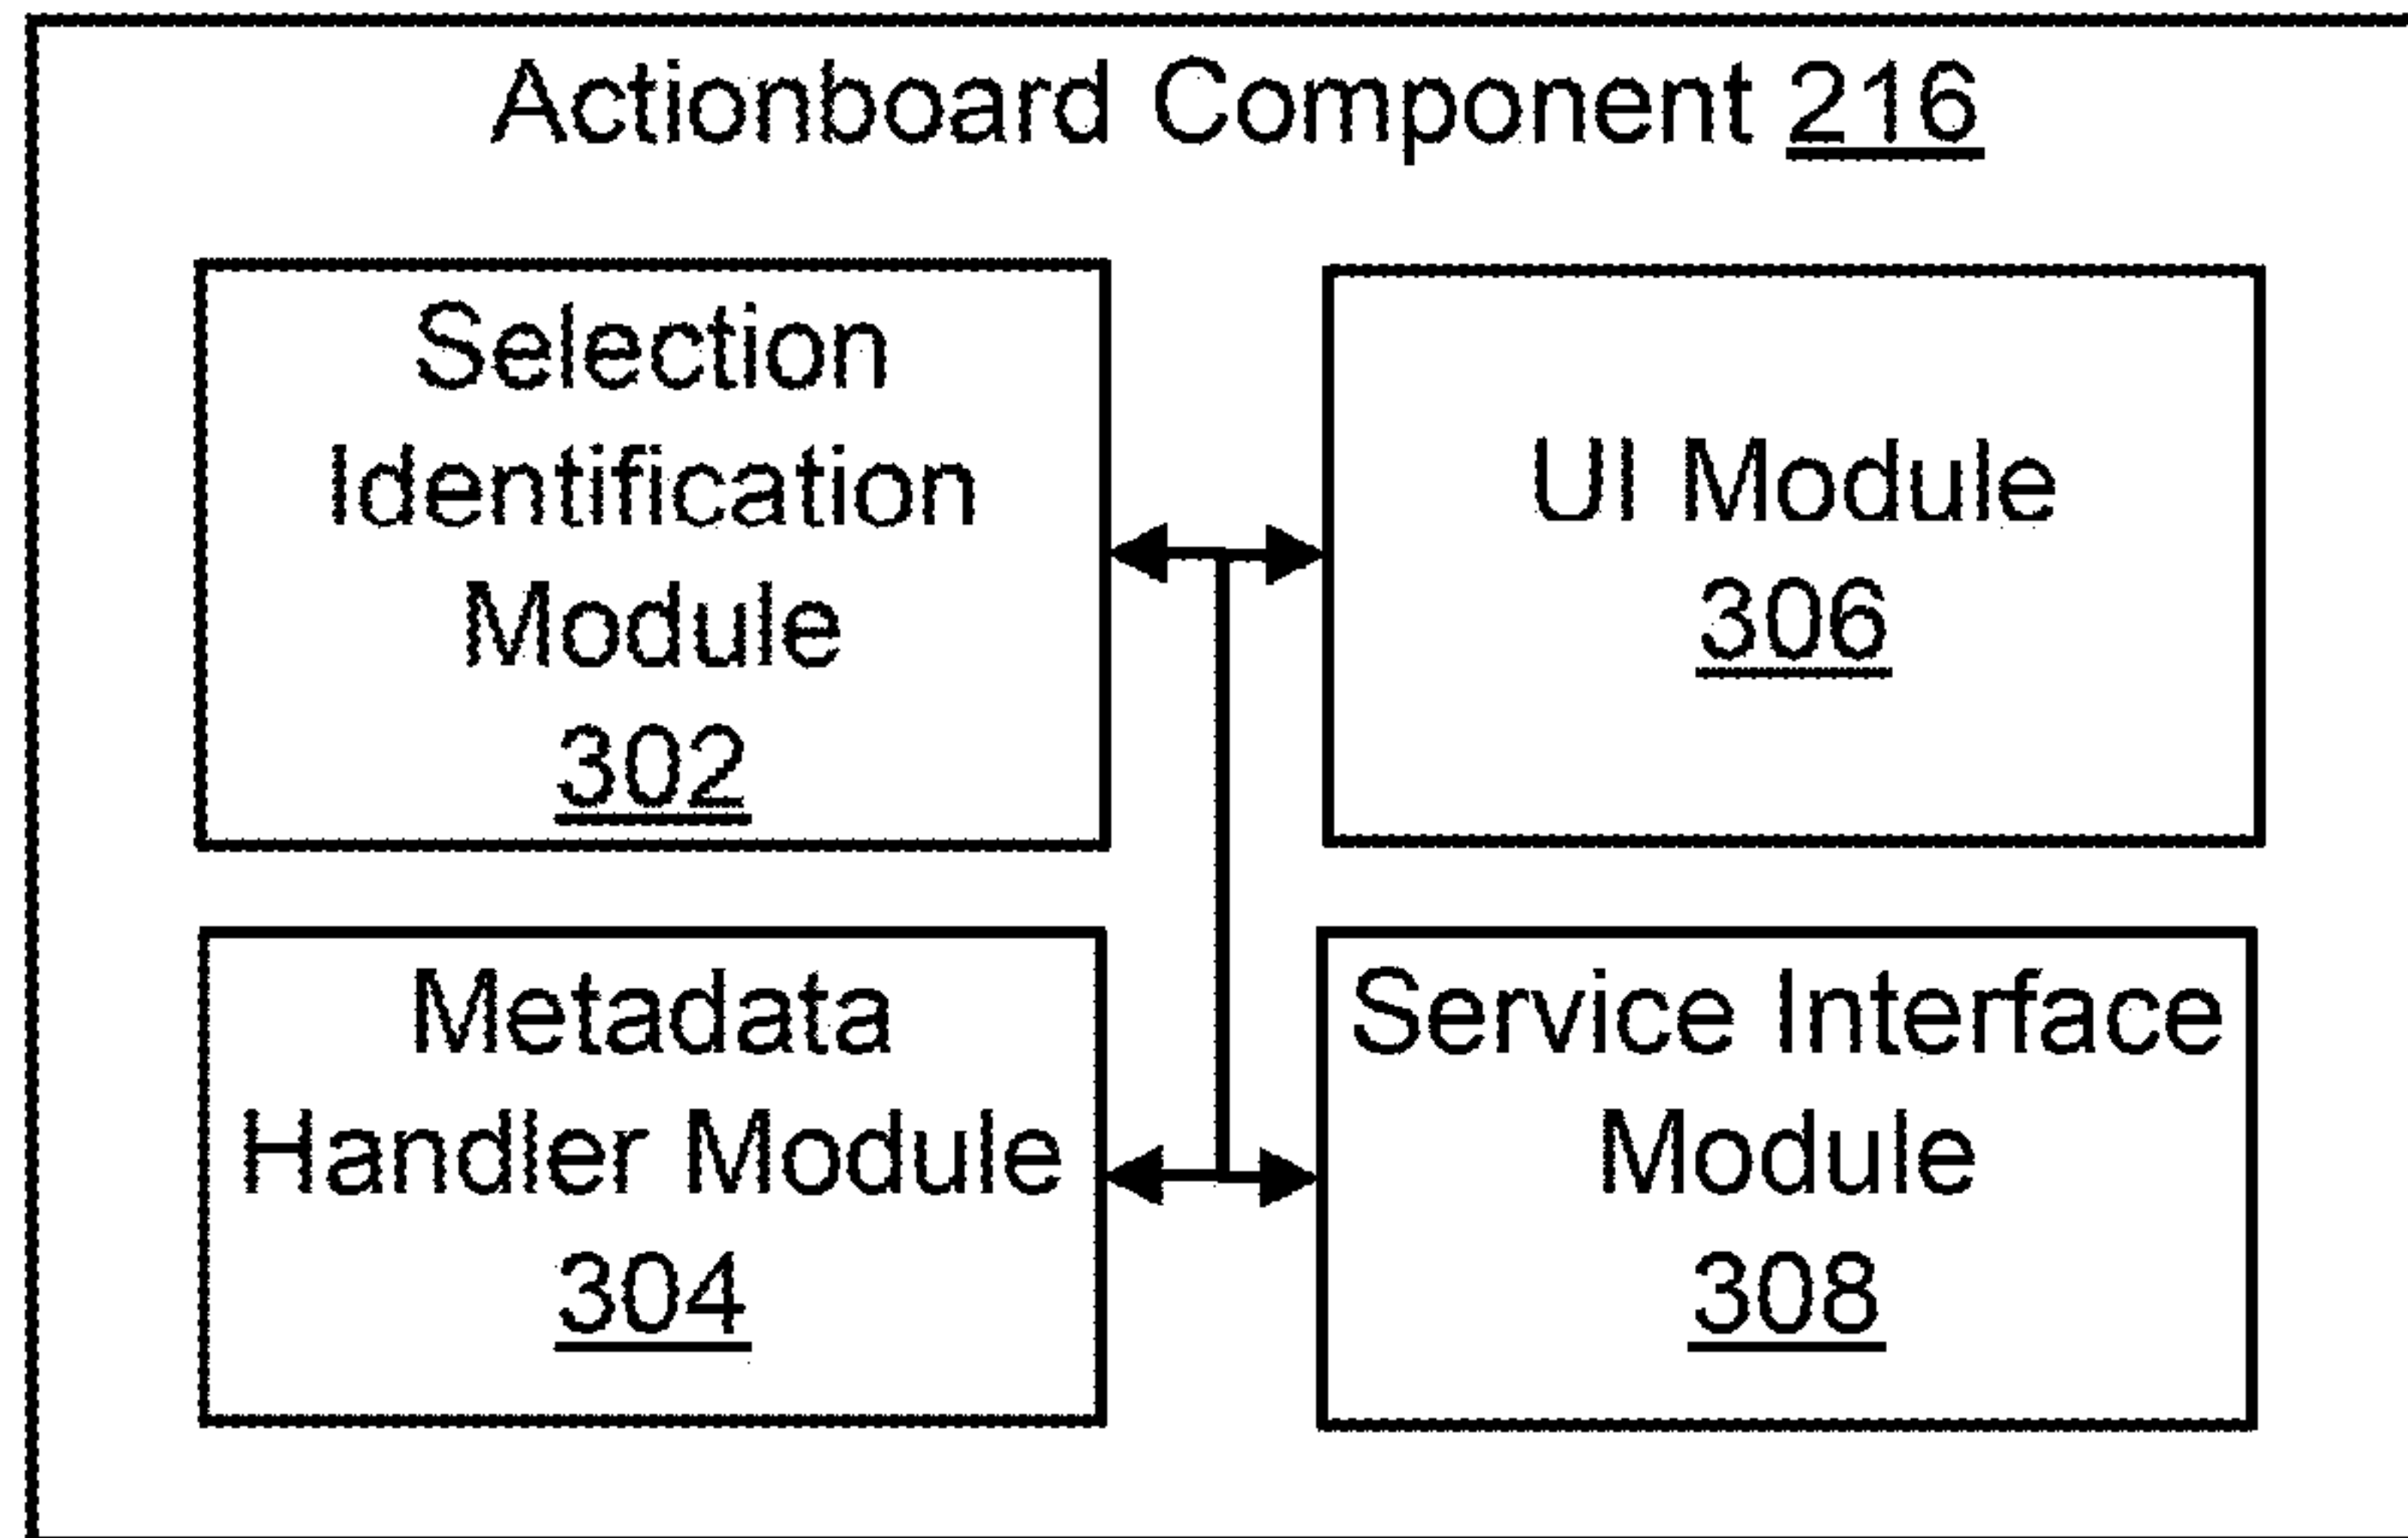 Actionboard Component 216
Selection
Identification
Module
302
UI Module
306
Metadata
Handler Module
304
Service Interface
Module
308